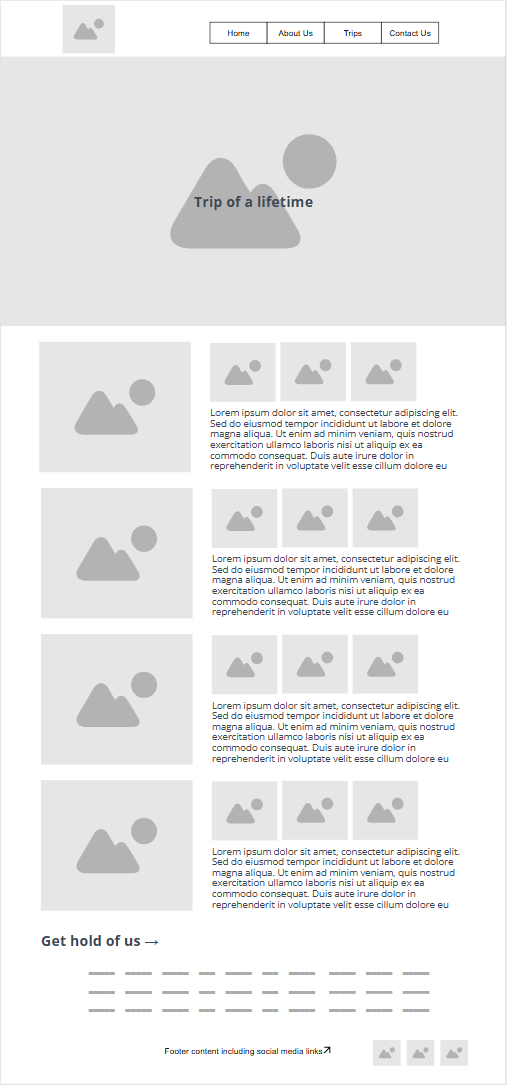 Home
About Us
Trips
Contact Us
Trip of a lifetime
Lorem ipsum dolor sit amet, consectetur adipiscing elit.
Sed do eiusmod tempor incididunt ut labore et dolore
magna aliqua. Ut enim ad minim veniam, quis nostrud
exercitation ullamco laboris nisi ut aliquip ex ea
commodo consequat. Duis aute irure dolor in
reprehenderit in voluptate velit esse cillum dolore eu
Lorem ipsum dolor sit amet, consectetur adipiscing elit.
Sed do eiusmod tempor incididunt ut labore et dolore
magna aliqua. Ut enim ad minim veniam, quis nostrud
exercitation ullamco laboris nisi ut aliquip ex ea
commodo consequat. Duis aute irure dolor in
reprehenderit in voluptate velit esse cillum dolore eu
Lorem ipsum dolor sit amet, consectetur adipiscing elit.
Sed do eiusmod tempor incididunt ut labore et dolore
magna aliqua. Ut enim ad minim veniam, quis nostrud
exercitation ullamco laboris nisi ut aliquip ex ea
commodo consequat. Duis aute irure dolor in
reprehenderit in voluptate velit esse cillum dolore eu
Lorem ipsum dolor sit amet, consectetur adipiscing elit.
Sed do eiusmod tempor incididunt ut labore et dolore
magna aliqua. Ut enim ad minim veniam, quis nostrud
exercitation ullamco laboris nisi ut aliquip ex ea
commodo consequat. Duis aute irure dolor in
reprehenderit in voluptate velit esse cillum dolore eu
Get hold of us →
Footer content including social media links